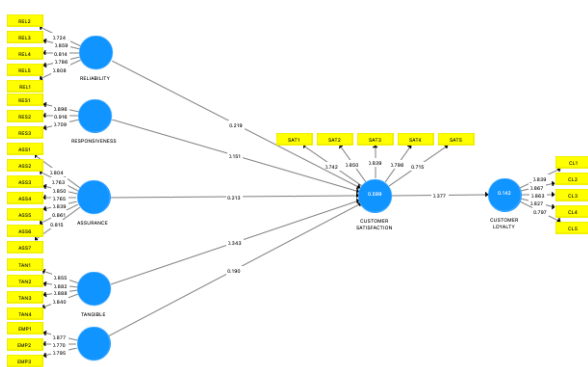 REL2
REL3
REL4
REL5
REL1
0.724
0.859
0.814
0.786
0.808
RELIABILITY
RES1
RES2
RES3
0.896
0.916
0.709
RESPONSIVENESS
ASS1
ASS2
ASS3
ASS4
ASS5
ASS6
ASS7
0.804
0.763
0.850
0.765
0.839
0.861
0.815
ASSURANCE
TAN1
TAN2
TAN3
TAN4
0.855
0.883
0.888
0.840
TANGIBLE
EMP1
EMP2
EMP3
0.877
0.770
0.795
0.219
0.151
0.213
0.243
0.190
SAT1
SAT2
SAT3
SAT4
SAT5
0.743
0.850
0.839
0.798
0.715
CUSTOMER
SATISFACTION
0.377
0.142
CUSTOMER
LOYALTY
0.839
0.867
0.863
0.827
0.797
CL1
CL2
CL3
CL4
CL5